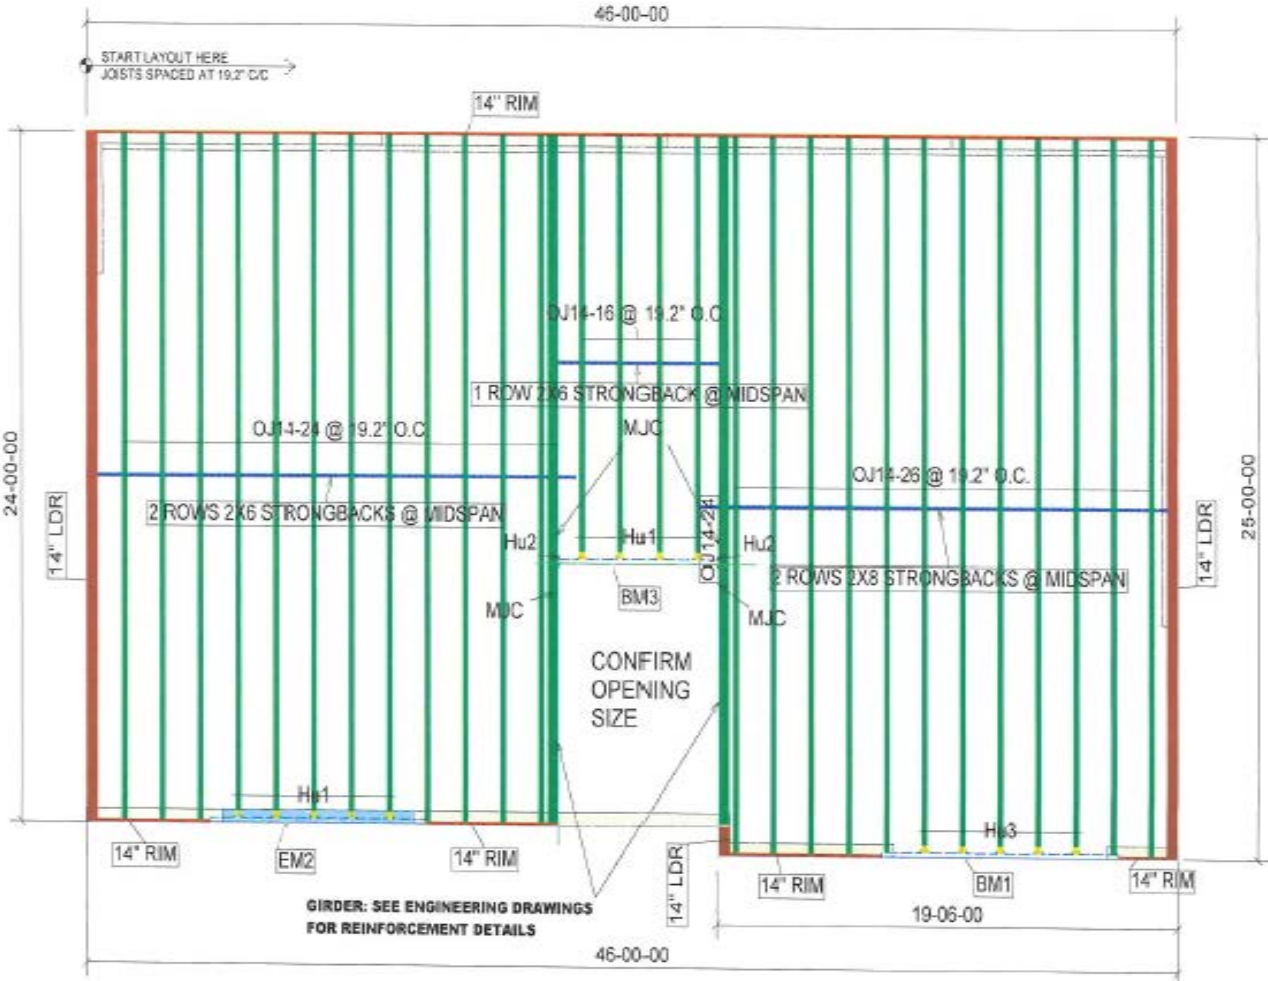 46-00-00
START LAYOUT HERE
JOISTS SPACED AT 19.2" C/C
14" RIM
OJ14-16 @ 19.2" O.C
1 ROW 2X6 STRONGBACK @ MIDSPAN
MJC
OJ14-24 @ 19.2" O.C
OJ14-26 @ 19.2" O.C.
24-00-00
25-00-00
2 ROWS 2X6 STRONGBACKS @ MIDSPAN
14" LDR
14" LDR
Hu2
Hu1
OJ14-24
Hu2
2 ROWS 2X8 STRONGBACKS @ MIDSPAN
BM3
MJC
MJC
CONFIRM
OPENING
SIZE
Hu1
Hu3
14" RIM
EM2
14" RIM
14" LDR
14" RIM
BM1
14" RIM
GIRDER: SEE ENGINEERING DRAWINGS
FOR REINFORCEMENT DETAILS
19-06-00
46-00-00